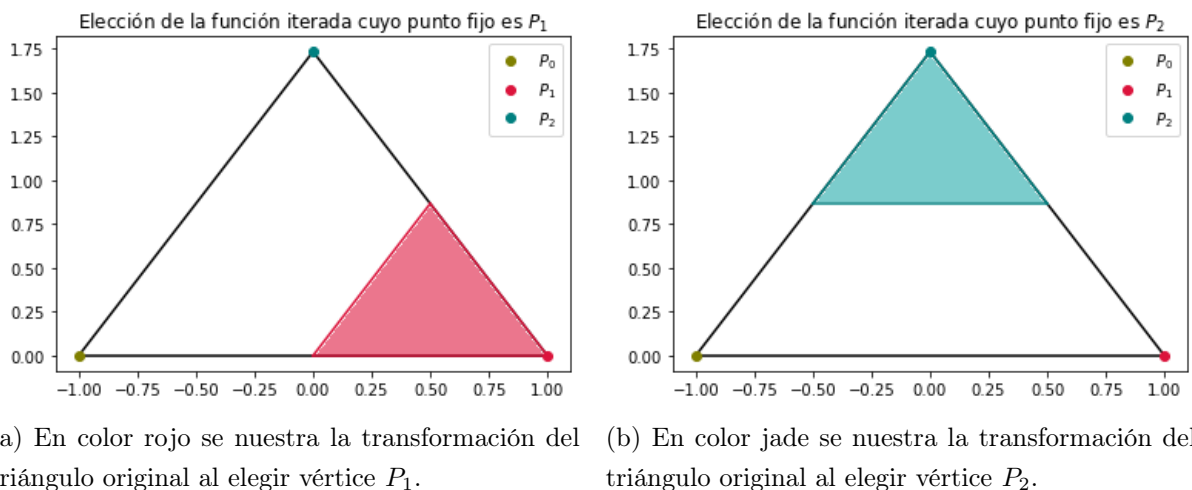 Elección de la función iterada cuyo punto fijo es P₁
1.75
1.50
1.25
1.00
0.75
0.50
0.25
0.00
−1.00 −0.75 −0.50 −0.25 0.00 0.25 0.50 0.75 1.00
P₀
P₁
P₂
a) En color rojo se nuestra la transformación del
riángulo original al elegir vértice P₁.
Elección de la función iterada cuyo punto fijo es P₂
1.75
1.50
1.25
1.00
0.75
0.50
0.25
0.00
−1.00 −0.75 −0.50 −0.25 0.00 0.25 0.50 0.75 1.00
P₀
P₁
P₂
(b) En color jade se nuestra la transformación del
triángulo original al elegir vértice P₂.